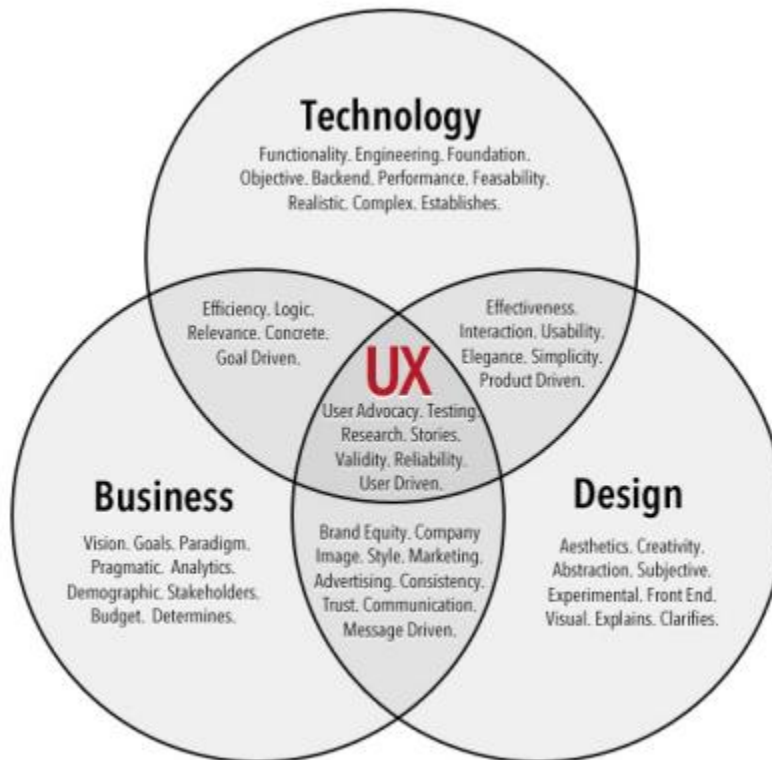 Technology
Functionality. Engineering. Foundation.
Objective. Backend. Performance. Feasability.
Realistic. Complex. Establishes.
Efficiency. Logic.
Relevance. Concrete.
Goal Driven.
Effectiveness.
Interaction. Usability.
Elegance. Simplicity.
Product Driven.
UX
User Advocacy. Testing.
Research. Stories.
Validity. Reliability.
User Driven.
Business
Vision. Goals. Paradigm.
Pragmatic. Analytics.
Demographic. Stakeholders.
Budget. Determines.
Brand Equity. Company
Image. Style. Marketing.
Advertising. Consistency.
Trust. Communication.
Message Driven.
Design
Aesthetics. Creativity.
Abstraction. Subjective.
Experimental. Front End.
Visual. Explains. Clarifies.